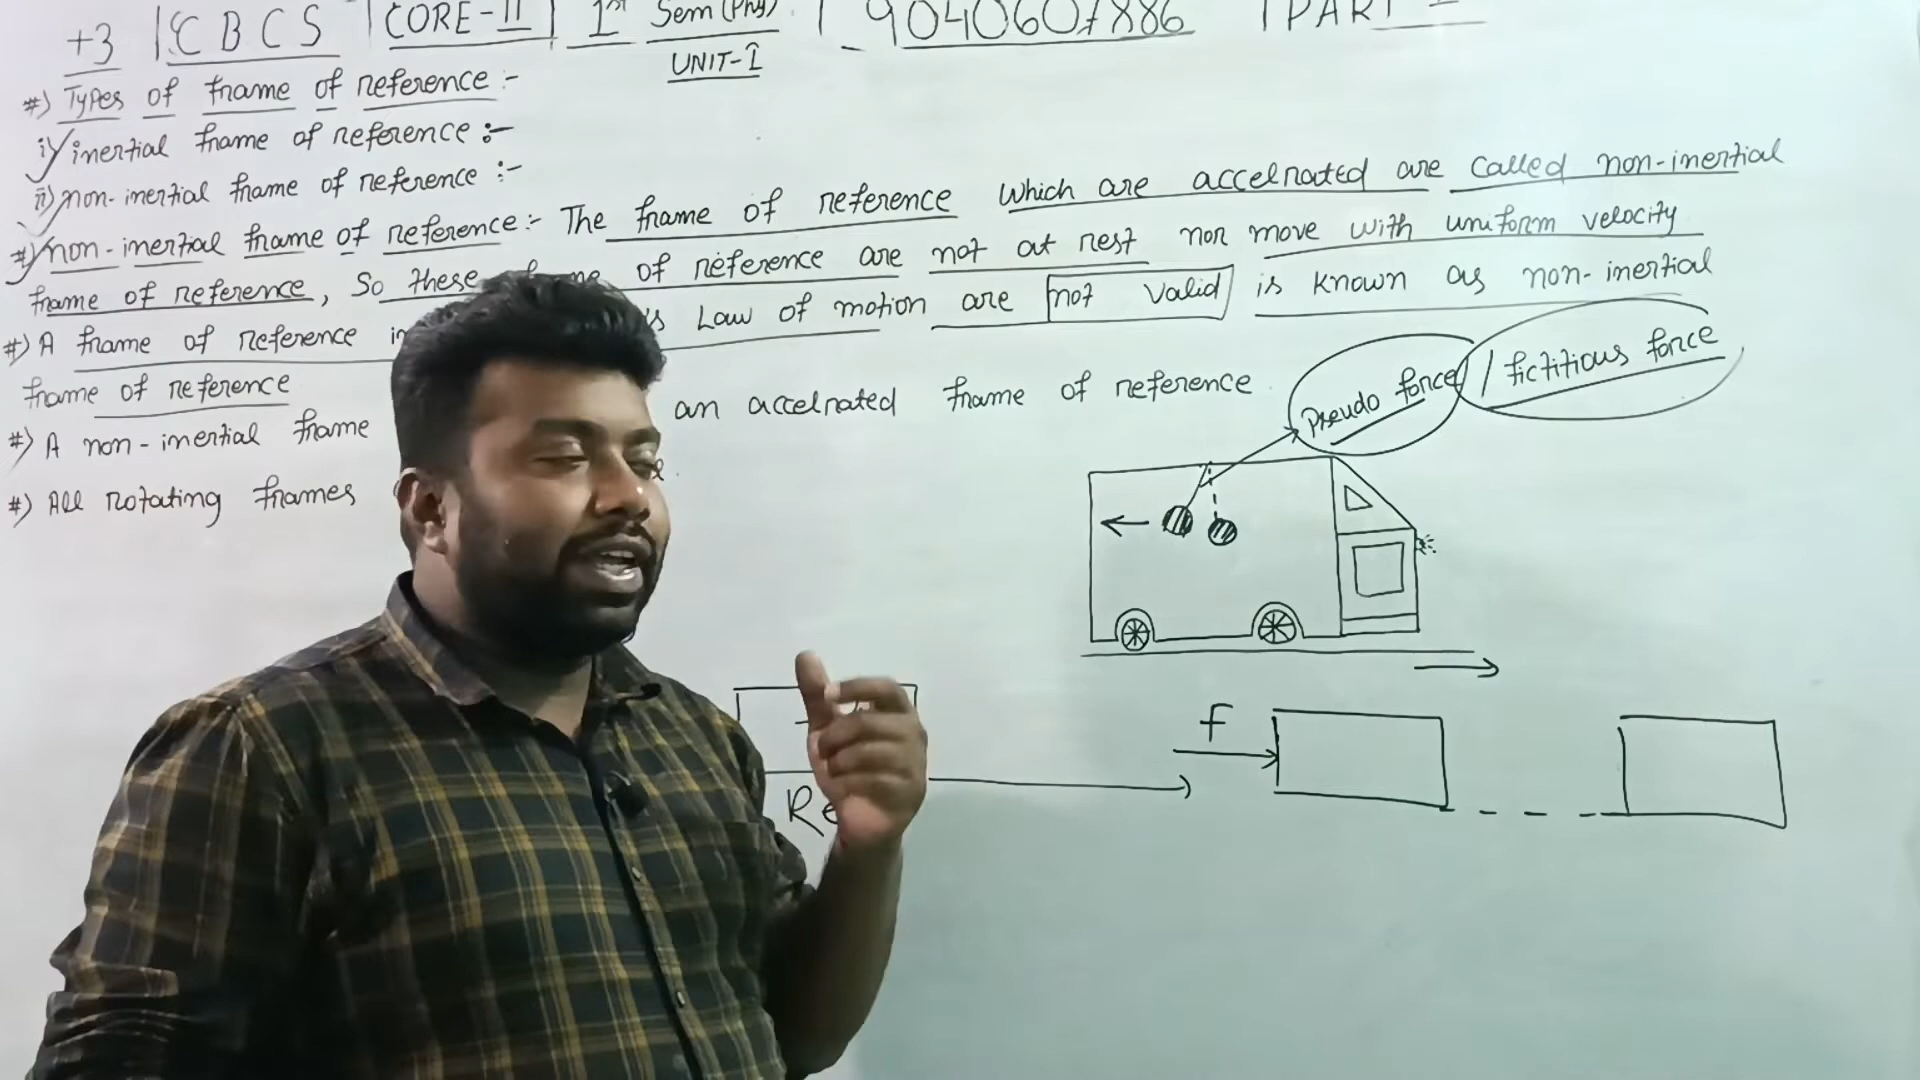 +3 | CBCS | CORE-II | 1st Sem (Phy) | 9040607886 | PART-
UNIT-I
#) Types of frame of reference :-
i) inertial frame of reference :-
ii) non-inertial frame of reference :-
#) non-inertial frame of reference :- The frame of reference which are accelnated are called non-inertial
frame of reference, So these of reference are not at rest nor move with uniform velocity
#) A frame of reference in 's Law of motion are not valid is known as non-inertial
frame of reference
#) A non-inertial frame an accelnated frame of reference
#) All rotating frames
Pseudo force / fictitious force
F
Re